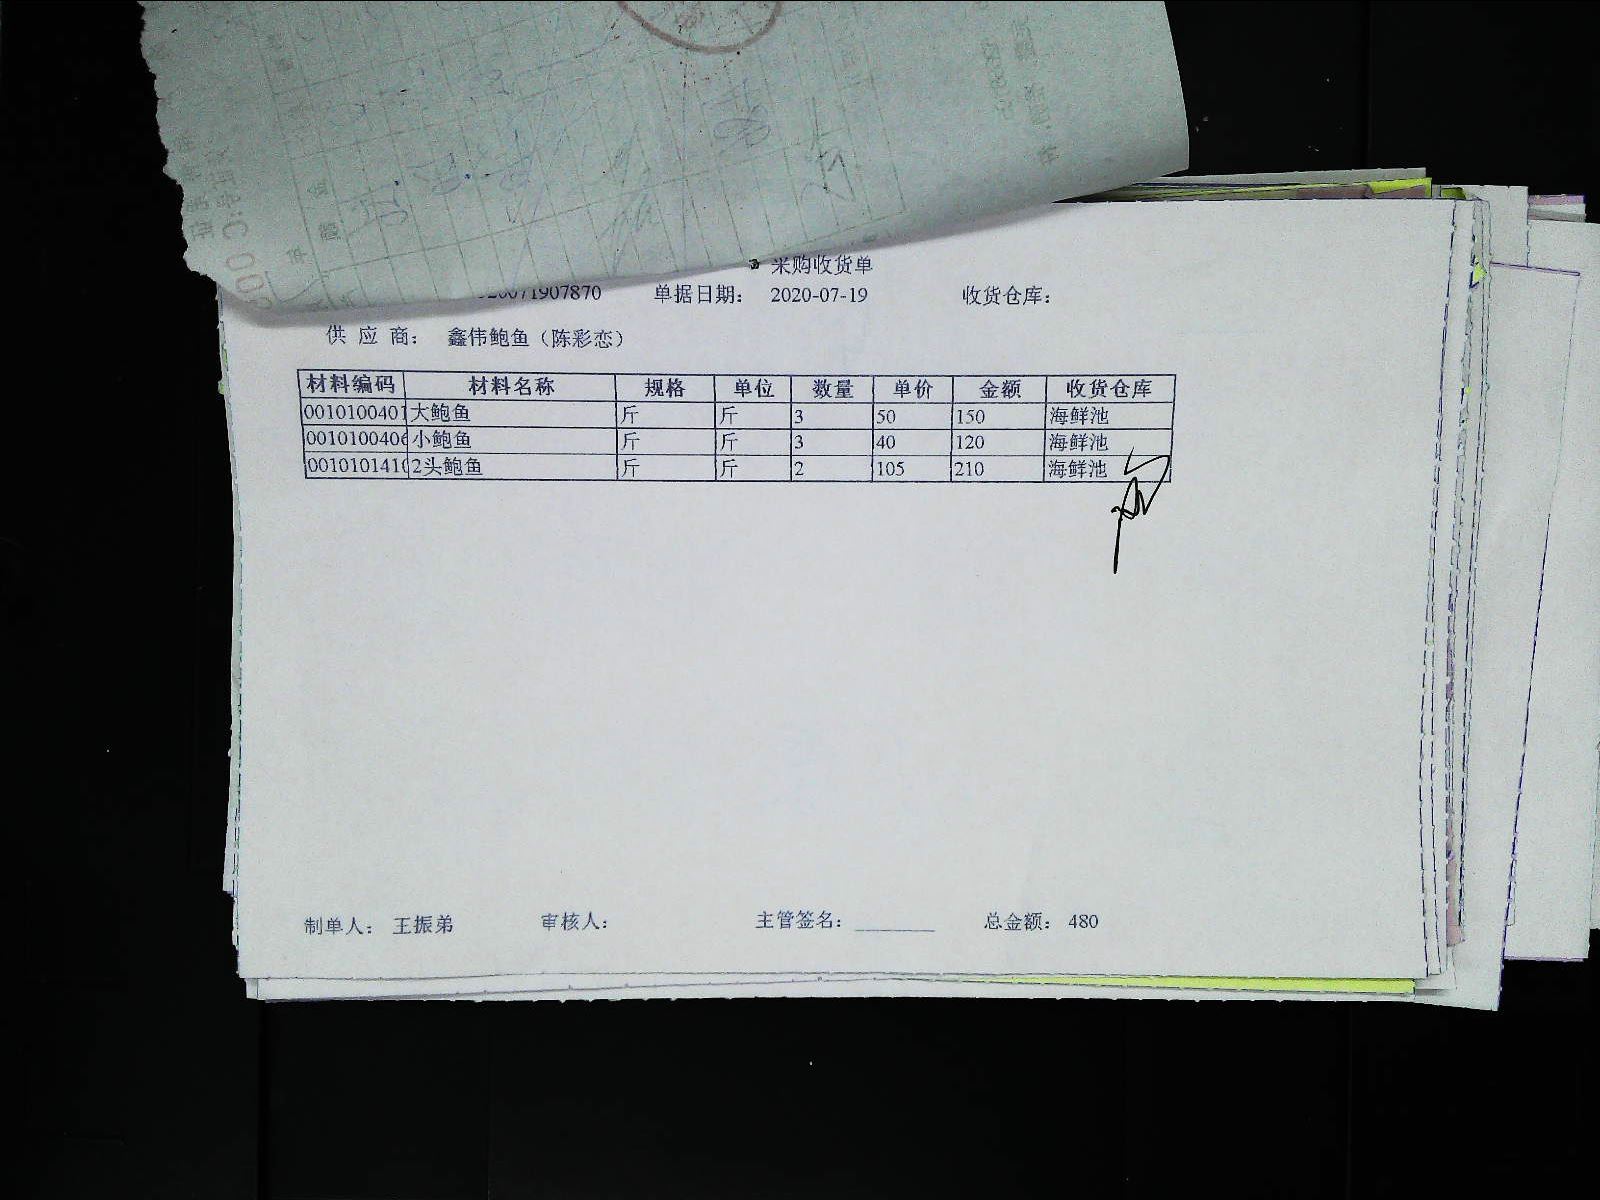 采购收货单
20071907870 单据日期: 2020-07-19 收货仓库:
供应商: 鑫伟鲍鱼(陈彩恋)
材料编码 材料名称 规格 单位 数量 单价 金额 收货仓库
0010100401 大鲍鱼 斤 斤 3 50 150 海鲜池
001010040 小鲍鱼 斤 斤 3 40 120 海鲜池
001010141 2头鲍鱼 斤 斤 2 105 210 海鲜池
制单人: 王振弟 审核人: 主管签名: 总金额: 480